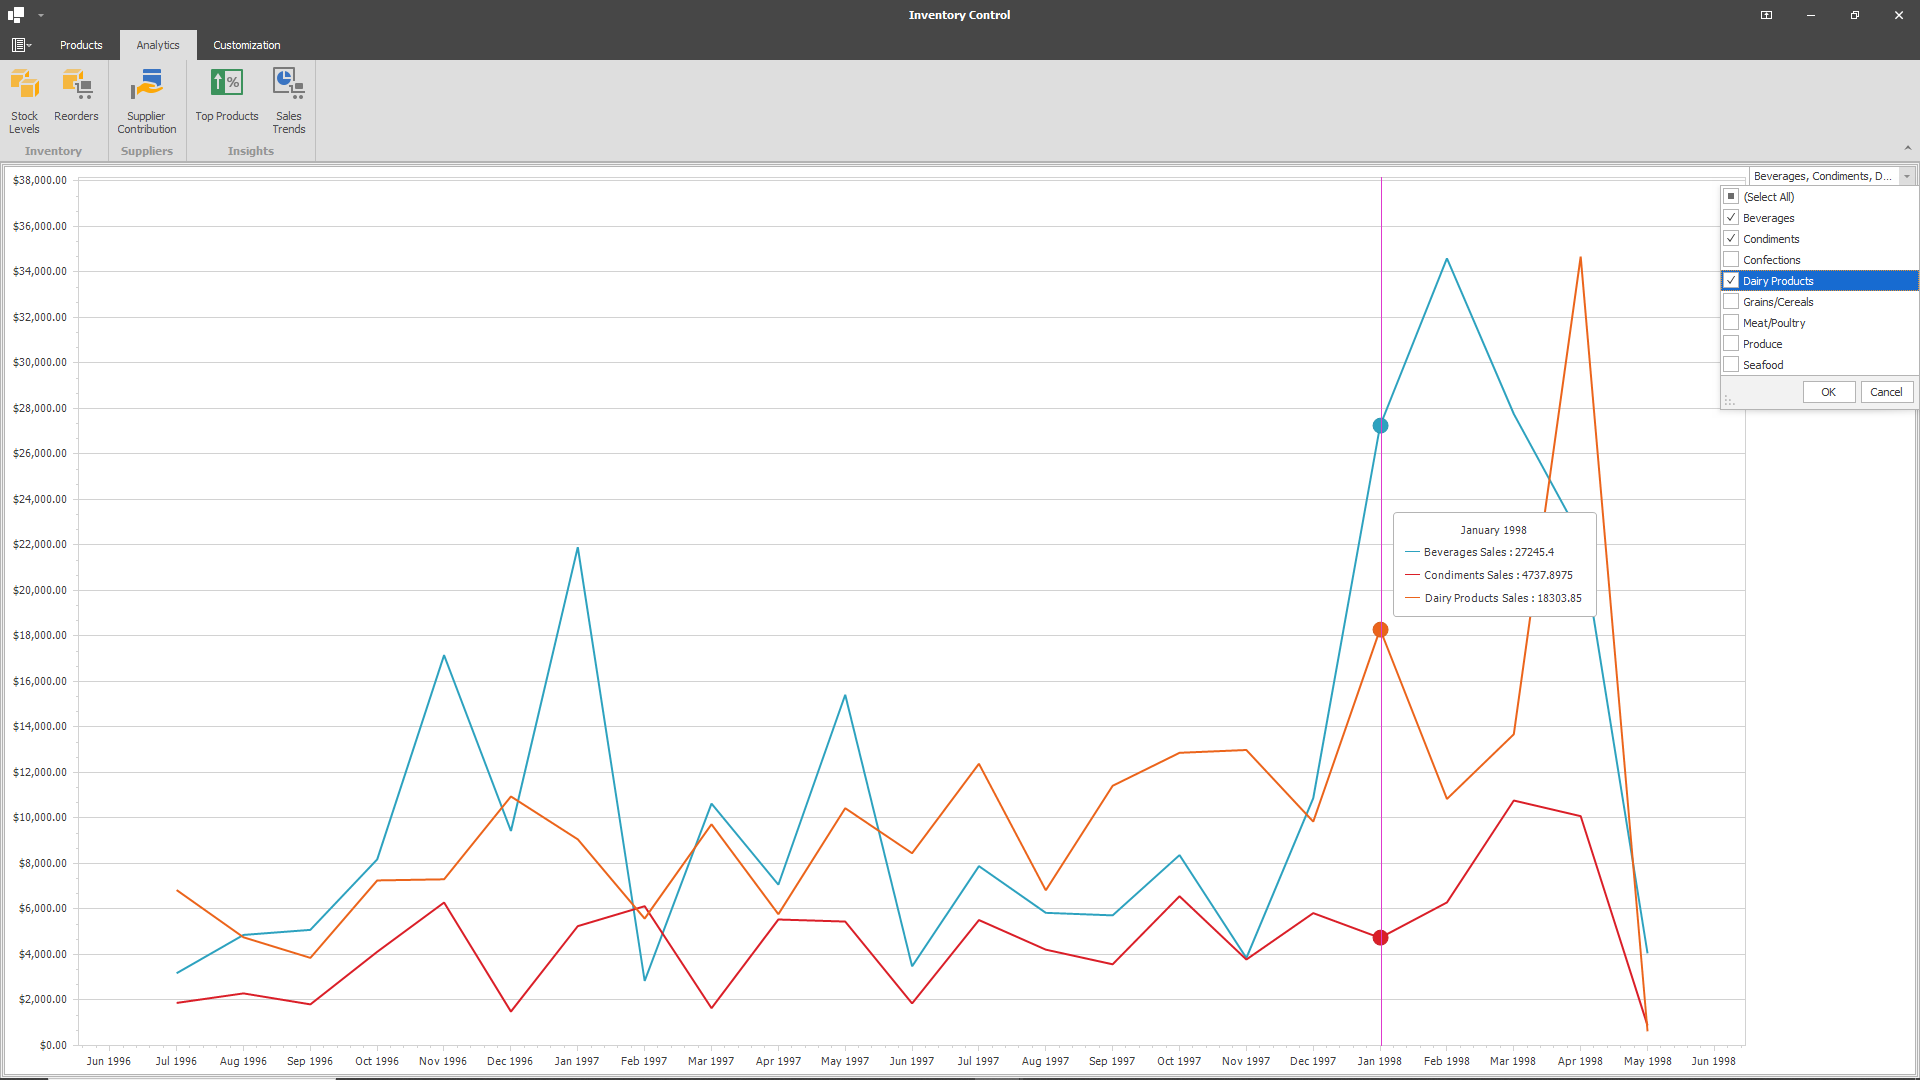 Inventory Control
Products
Analytics
Customization
Stock Levels
Reorders
Supplier Contribution
Top Products
Sales Trends
Inventory
Suppliers
Insights
Beverages, Condiments, D...
(Select All)
Beverages
Condiments
Confections
Dairy Products
Grains/Cereals
Meat/Poultry
Produce
Seafood
OK
Cancel
$38,000.00
$36,000.00
$34,000.00
$32,000.00
$30,000.00
$28,000.00
$26,000.00
$24,000.00
$22,000.00
$20,000.00
$18,000.00
$16,000.00
$14,000.00
$12,000.00
$10,000.00
$8,000.00
$6,000.00
$4,000.00
$2,000.00
$0.00
January 1998
Beverages Sales : 27245.4
Condiments Sales : 4737.8975
Dairy Products Sales : 18303.85
Jun 1996
Jul 1996
Aug 1996
Sep 1996
Oct 1996
Nov 1996
Dec 1996
Jan 1997
Feb 1997
Mar 1997
Apr 1997
May 1997
Jun 1997
Jul 1997
Aug 1997
Sep 1997
Oct 1997
Nov 1997
Dec 1997
Jan 1998
Feb 1998
Mar 1998
Apr 1998
May 1998
Jun 1998